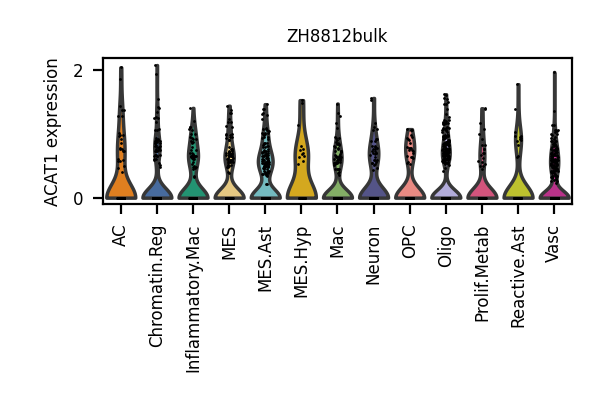 ZH8812bulk
ACAT1 expression
2
0
AC
Chromatin.Reg
Inflammatory.Mac
MES
MES.Ast
MES.Hyp
Mac
Neuron
OPC
Oligo
Prolif.Metab
Reactive.Ast
Vasc